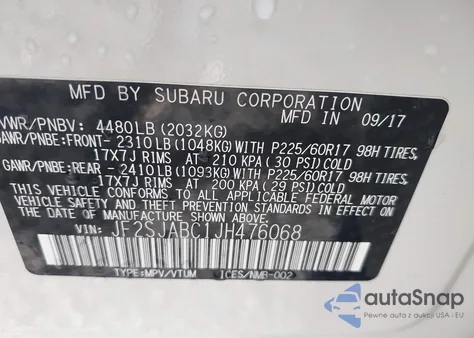 MFD BY SUBARU CORPORATION
MFD IN 09/17
GVWR/PNBV: 4480LB (2032KG)
GAWR/PNBE:FRONT- 2310LB (1048KG)WITH P225/60R17 98H TIRES,
17X7J RIMS AT 210 KPA (30 PSI)COLD
GAWR/PNBE:REAR - 2410LB (1093KG)WITH P225/60R17 98H TIRES,
17X7J RIMS AT 200 KPA (29 PSI)COLD
THIS VEHICLE CONFORMS TO ALL APPLICABLE FEDERAL MOTOR
VEHICLE SAFETY AND BUMPER STANDARDS IN EFFECT ON THE DATE OF
MANUFACTURE SHOWN ABOVE.
VIN: JF2SJABC1JH476068
TYPE:MPV/VTUM ICES/NMB-002
autaSnap
Pewne auto z USA i EU